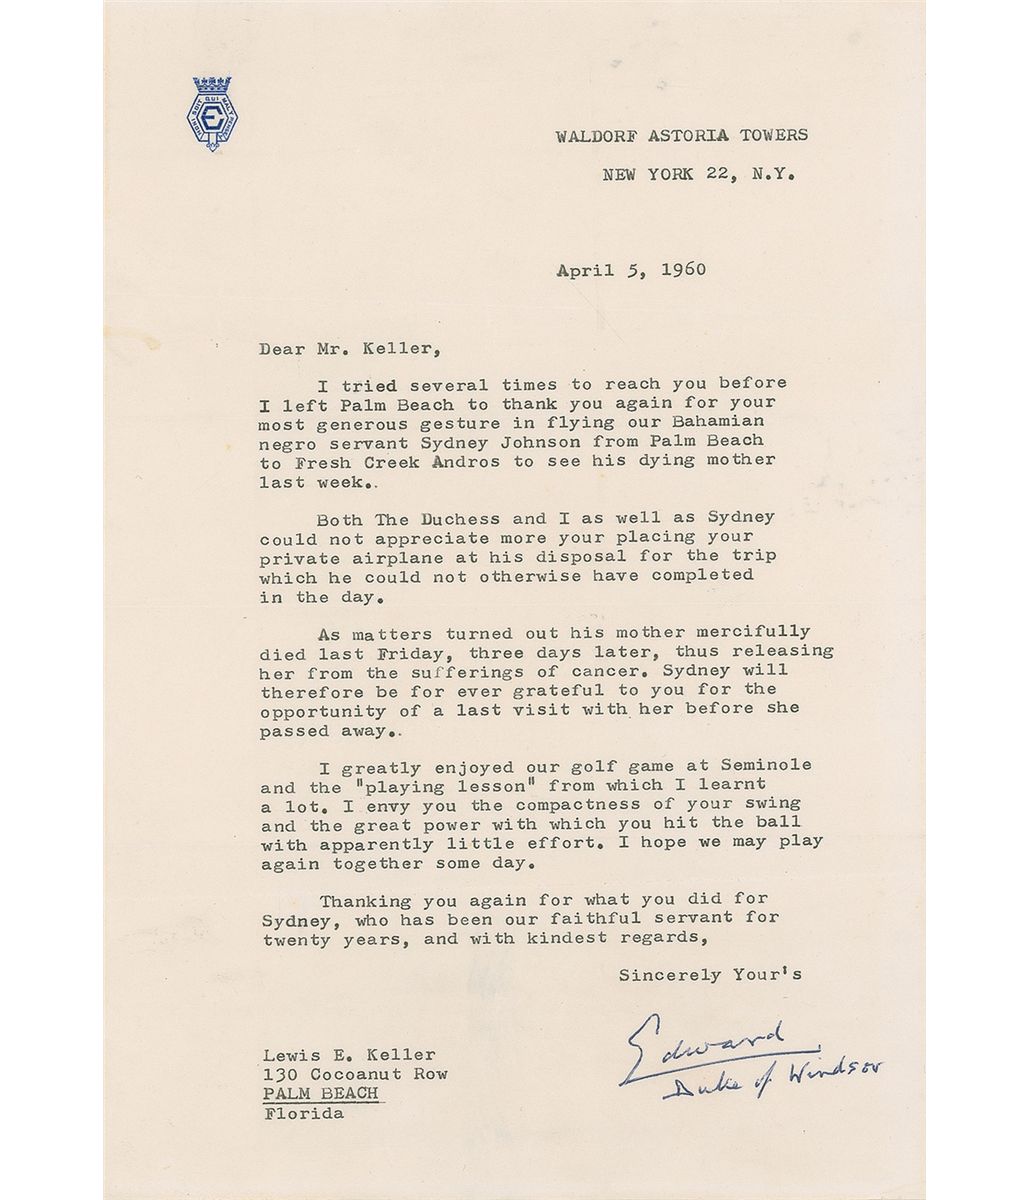 HONI SOIT QUI MAL Y PENSE
E
WALDORF ASTORIA TOWERS
NEW YORK 22, N.Y.
April 5, 1960
Dear Mr. Keller,
I tried several times to reach you before
I left Palm Beach to thank you again for your
most generous gesture in flying our Bahamian
negro servant Sydney Johnson from Palm Beach
to Fresh Creek Andros to see his dying mother
last week..
Both The Duchess and I as well as Sydney
could not appreciate more your placing your
private airplane at his disposal for the trip
which he could not otherwise have completed
in the day.
As matters turned out his mother mercifully
died last Friday, three days later, thus releasing
her from the sufferings of cancer. Sydney will
therefore be for ever grateful to you for the
opportunity of a last visit with her before she
passed away..
I greatly enjoyed our golf game at Seminole
and the "playing lesson" from which I learnt
a lot. I envy you the compactness of your swing
and the great power with which you hit the ball
with apparently little effort. I hope we may play
again together some day.
Thanking you again for what you did for
Sydney, who has been our faithful servant for
twenty years, and with kindest regards,
Sincerely Your's
Edward
Duke of Windsor
Lewis E. Keller
130 Cocoanut Row
PALM BEACH
Florida